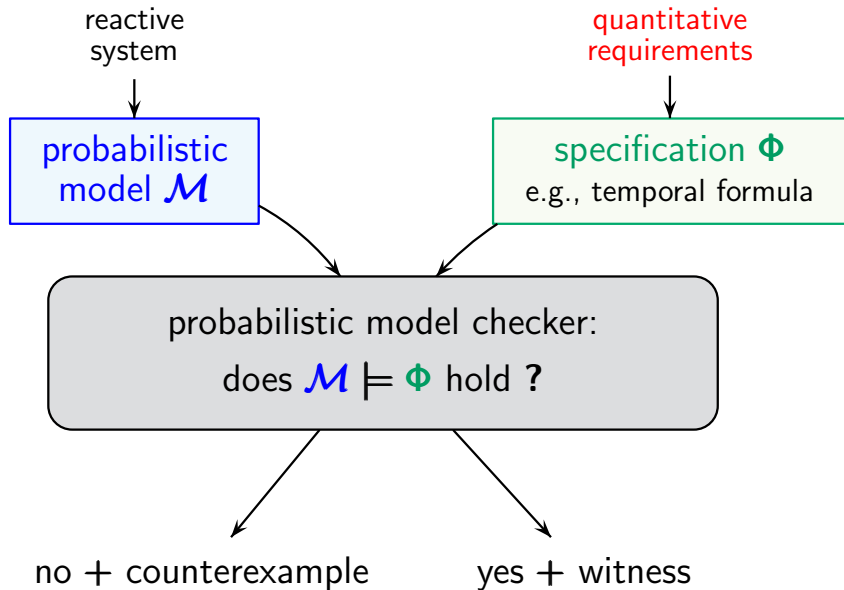 reactive
system
quantitative
requirements
probabilistic
model 𝓜
specification Φ
e.g., temporal formula
probabilistic model checker:
does 𝓜 ⊨ Φ hold ?
no + counterexample
yes + witness